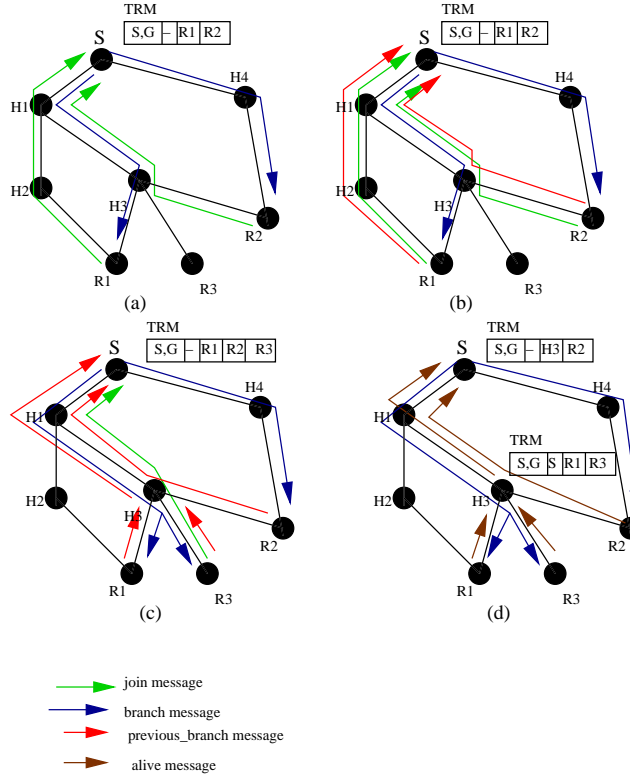 TRM
S,G – R1 R2
S
H4
H1
H2
H3
R2
R1
R3
(a)
TRM
S,G – R1 R2
S
H4
H1
H2
H3
R2
R1
R3
(b)
TRM
S,G – R1 R2 R3
S
H4
H1
H2
H3
R2
R1
R3
(c)
TRM
S,G – H3 R2
S
H4
H1
TRM
S,G S R1 R3
H2
H3
R2
R1
R3
(d)
join message
branch message
previous_branch message
alive message